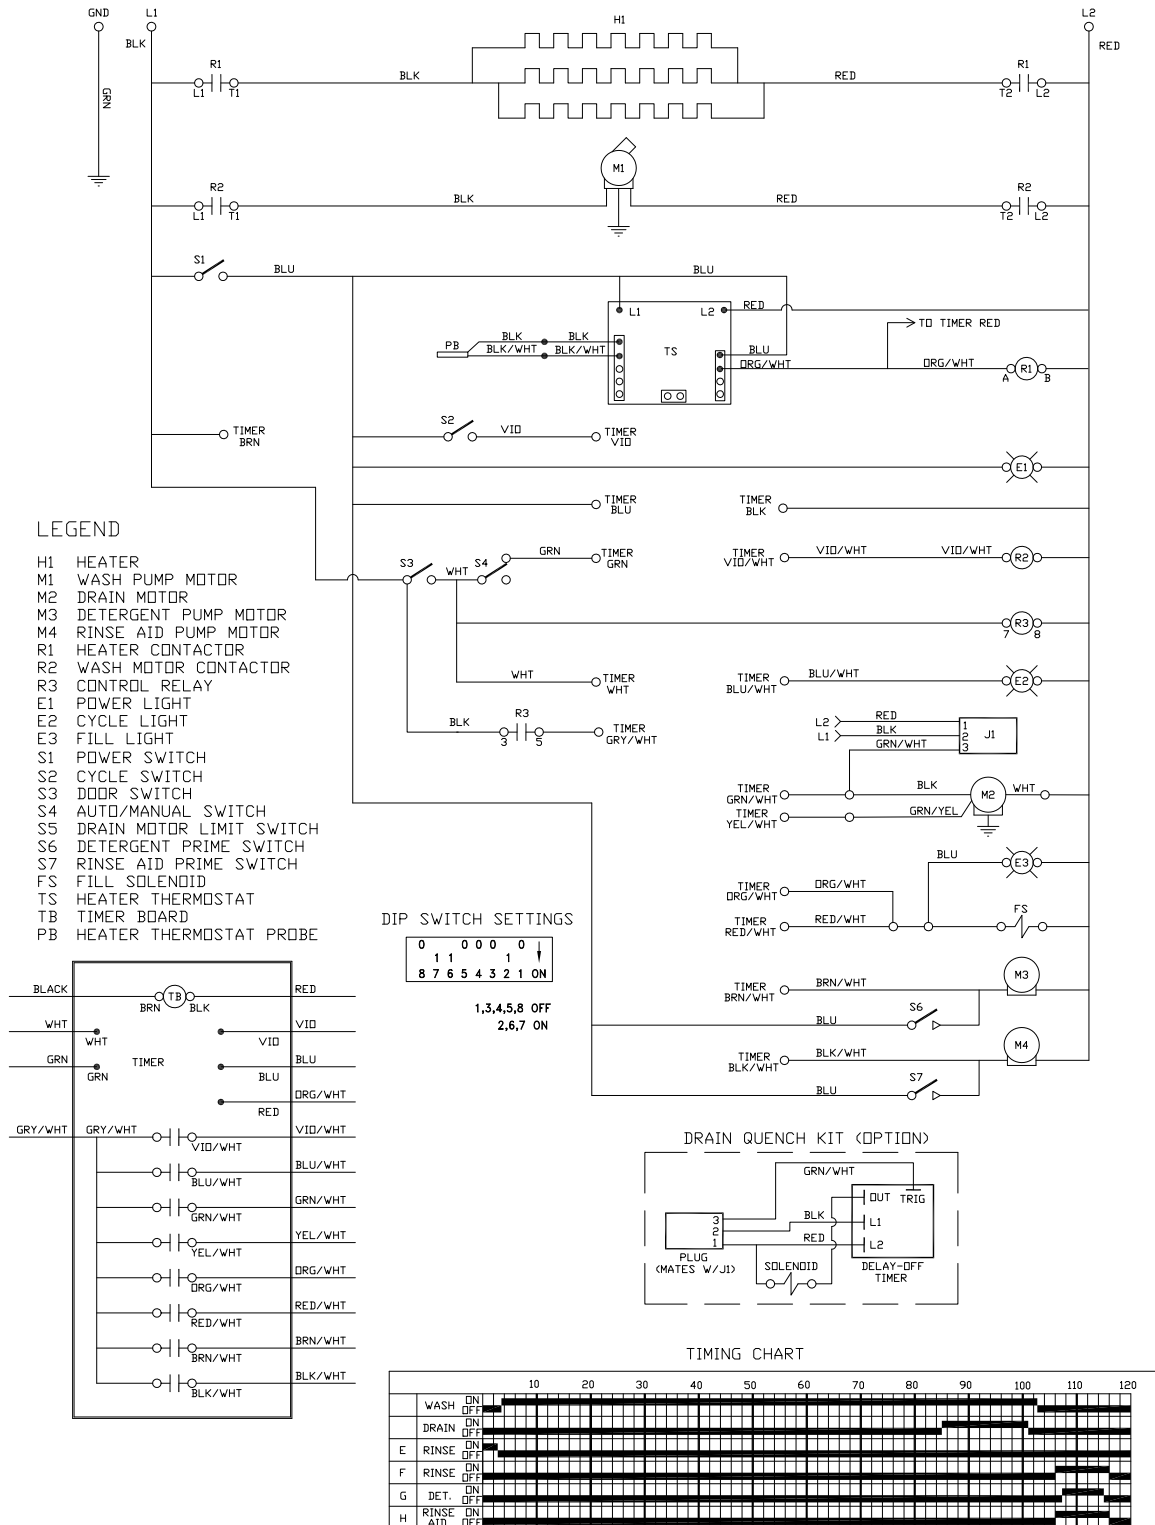 GND L1 H1 L2
BLK RED
GRN
R1 BLK RED R1
L1 T1 T2 L2
M1
R2 BLK RED R2
L1 T1 T2 L2
S1 BLU BLU
L1 L2 RED
TO TIMER RED
PB BLK BLK
BLK/WHT BLK/WHT
TS
BLU
ORG/WHT ORG/WHT
A R1 B
S2 VIO TIMER VIO
TIMER BRN
E1
TIMER BLU
TIMER BLK
S3 WHT S4 GRN TIMER GRN
TIMER VIO/WHT VIO/WHT VIO/WHT R2
R3
7 8
WHT TIMER WHT
TIMER BLU/WHT BLU/WHT E2
BLK R3 TIMER GRY/WHT
3 5
L2 RED 1
L1 BLK 2 J1
GRN/WHT 3
TIMER GRN/WHT BLK M2 WHT
TIMER YEL/WHT GRN/YEL
BLU E3
TIMER ORG/WHT ORG/WHT
TIMER RED/WHT RED/WHT FS
TIMER BRN/WHT BRN/WHT M3
BLU S6
TIMER BLK/WHT BLK/WHT M4
BLU S7
LEGEND
H1 HEATER
M1 WASH PUMP MOTOR
M2 DRAIN MOTOR
M3 DETERGENT PUMP MOTOR
M4 RINSE AID PUMP MOTOR
R1 HEATER CONTACTOR
R2 WASH MOTOR CONTACTOR
R3 CONTROL RELAY
E1 POWER LIGHT
E2 CYCLE LIGHT
E3 FILL LIGHT
S1 POWER SWITCH
S2 CYCLE SWITCH
S3 DOOR SWITCH
S4 AUTO/MANUAL SWITCH
S5 DRAIN MOTOR LIMIT SWITCH
S6 DETERGENT PRIME SWITCH
S7 RINSE AID PRIME SWITCH
FS FILL SOLENOID
TS HEATER THERMOSTAT
TB TIMER BOARD
PB HEATER THERMOSTAT PROBE
DIP SWITCH SETTINGS
0 0 0 0 0
1 1 1
8 7 6 5 4 3 2 1 ON
1,3,4,5,8 OFF
2,6,7 ON
BLACK TB RED
BRN BLK
WHT VIO
WHT VIO
GRN TIMER BLU
GRN BLU
ORG/WHT
RED
GRY/WHT GRY/WHT VIO/WHT
VIO/WHT
BLU/WHT
BLU/WHT
GRN/WHT
GRN/WHT
YEL/WHT
YEL/WHT
ORG/WHT
ORG/WHT
RED/WHT
RED/WHT
BRN/WHT
BRN/WHT
BLK/WHT
BLK/WHT
DRAIN QUENCH KIT (OPTION)
GRN/WHT
OUT TRIG
3 BLK L1
2
1 RED L2
PLUG
(MATES W/J1)
SOLENOID
DELAY-OFF
TIMER
TIMING CHART
10 20 30 40 50 60 70 80 90 100 110 120
WASH ON OFF
DRAIN ON OFF
E RINSE ON OFF
F RINSE ON OFF
G DET. ON OFF
H RINSE AID ON OFF